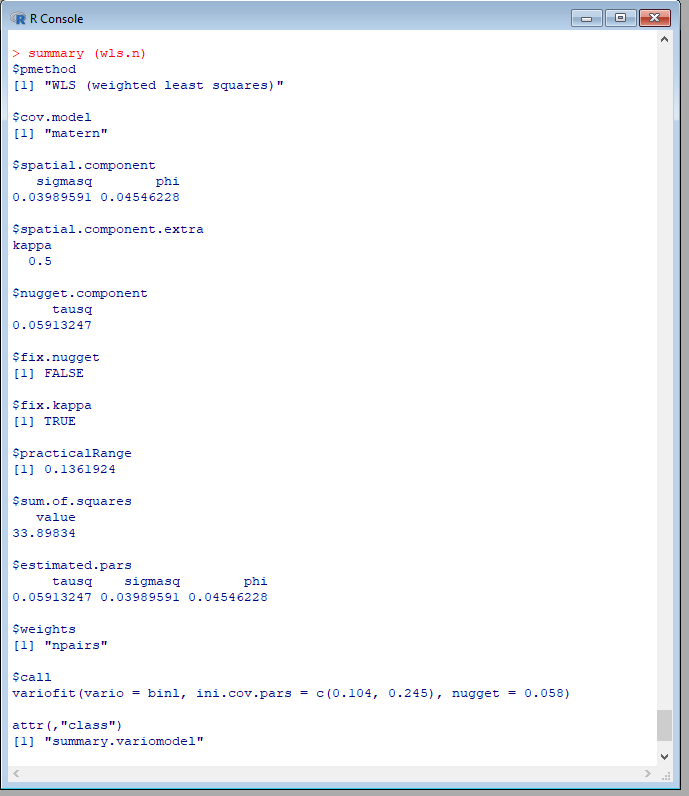 R Console
> summary (wls.n)
$pmethod
[1] "WLS (weighted least squares)"
$cov.model
[1] "matern"
$spatial.component
sigmasq phi
0.03989591 0.04546228
$spatial.component.extra
kappa
0.5
$nugget.component
tausq
0.05913247
$fix.nugget
[1] FALSE
$fix.kappa
[1] TRUE
$practicalRange
[1] 0.1361924
$sum.of.squares
value
33.89834
$estimated.pars
tausq sigmasq phi
0.05913247 0.03989591 0.04546228
$weights
[1] "npairs"
$call
variofit(vario = bin1, ini.cov.pars = c(0.104, 0.245), nugget = 0.058)
attr(,"class")
[1] "summary.variomodel"